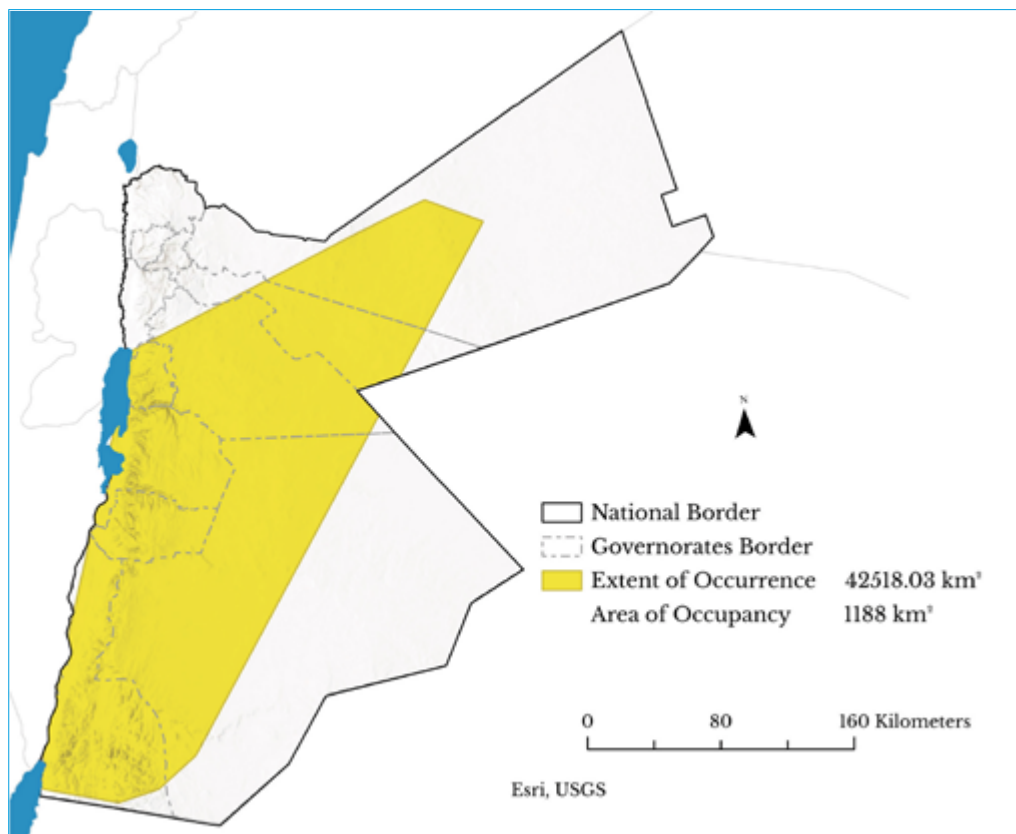 N
National Border
Governorates Border
Extent of Occurrence 42518.03 km²
Area of Occupancy 1188 km²
0 80 160 Kilometers
Esri, USGS